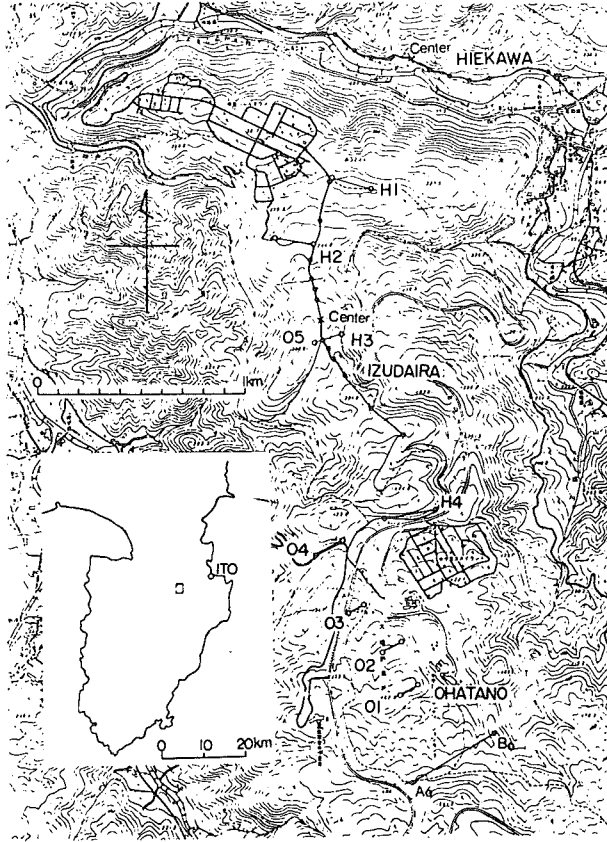 Center
HIEKAWA
H1
H2
Center
O5
H3
0
1km
IZUDAIRA
H4
O4
ITO
O3
O2
O1
OHATANO
0 10 20km